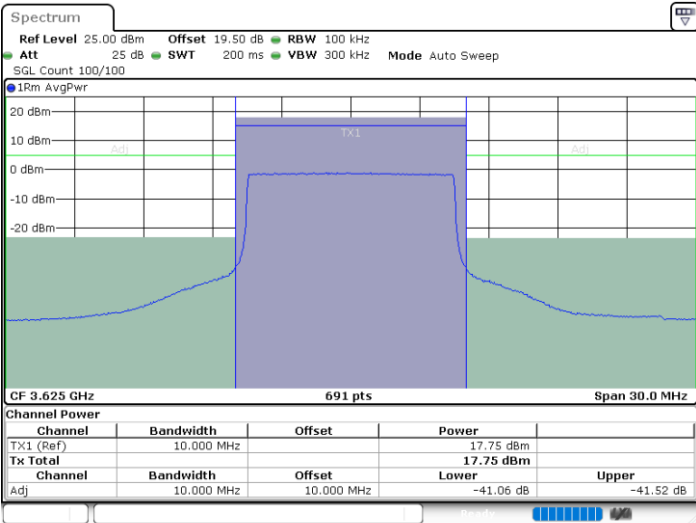 Spectrum
Ref Level 25.00 dBm Offset 19.50 dB RBW 100 kHz
Att 25 dB SWT 200 ms VBW 300 kHz Mode Auto Sweep
SGL Count 100/100
1Rm AvgPwr
20 dBm
TX1
10 dBm
Adj Adj
0 dBm
-10 dBm
-20 dBm
CF 3.625 GHz 691 pts Span 30.0 MHz
Channel Power
Channel Bandwidth Offset Power
TX1 (Ref) 10.000 MHz 17.75 dBm
Tx Total 17.75 dBm
Channel Bandwidth Offset Lower Upper
Adj 10.000 MHz 10.000 MHz -41.06 dB -41.52 dB
Ready